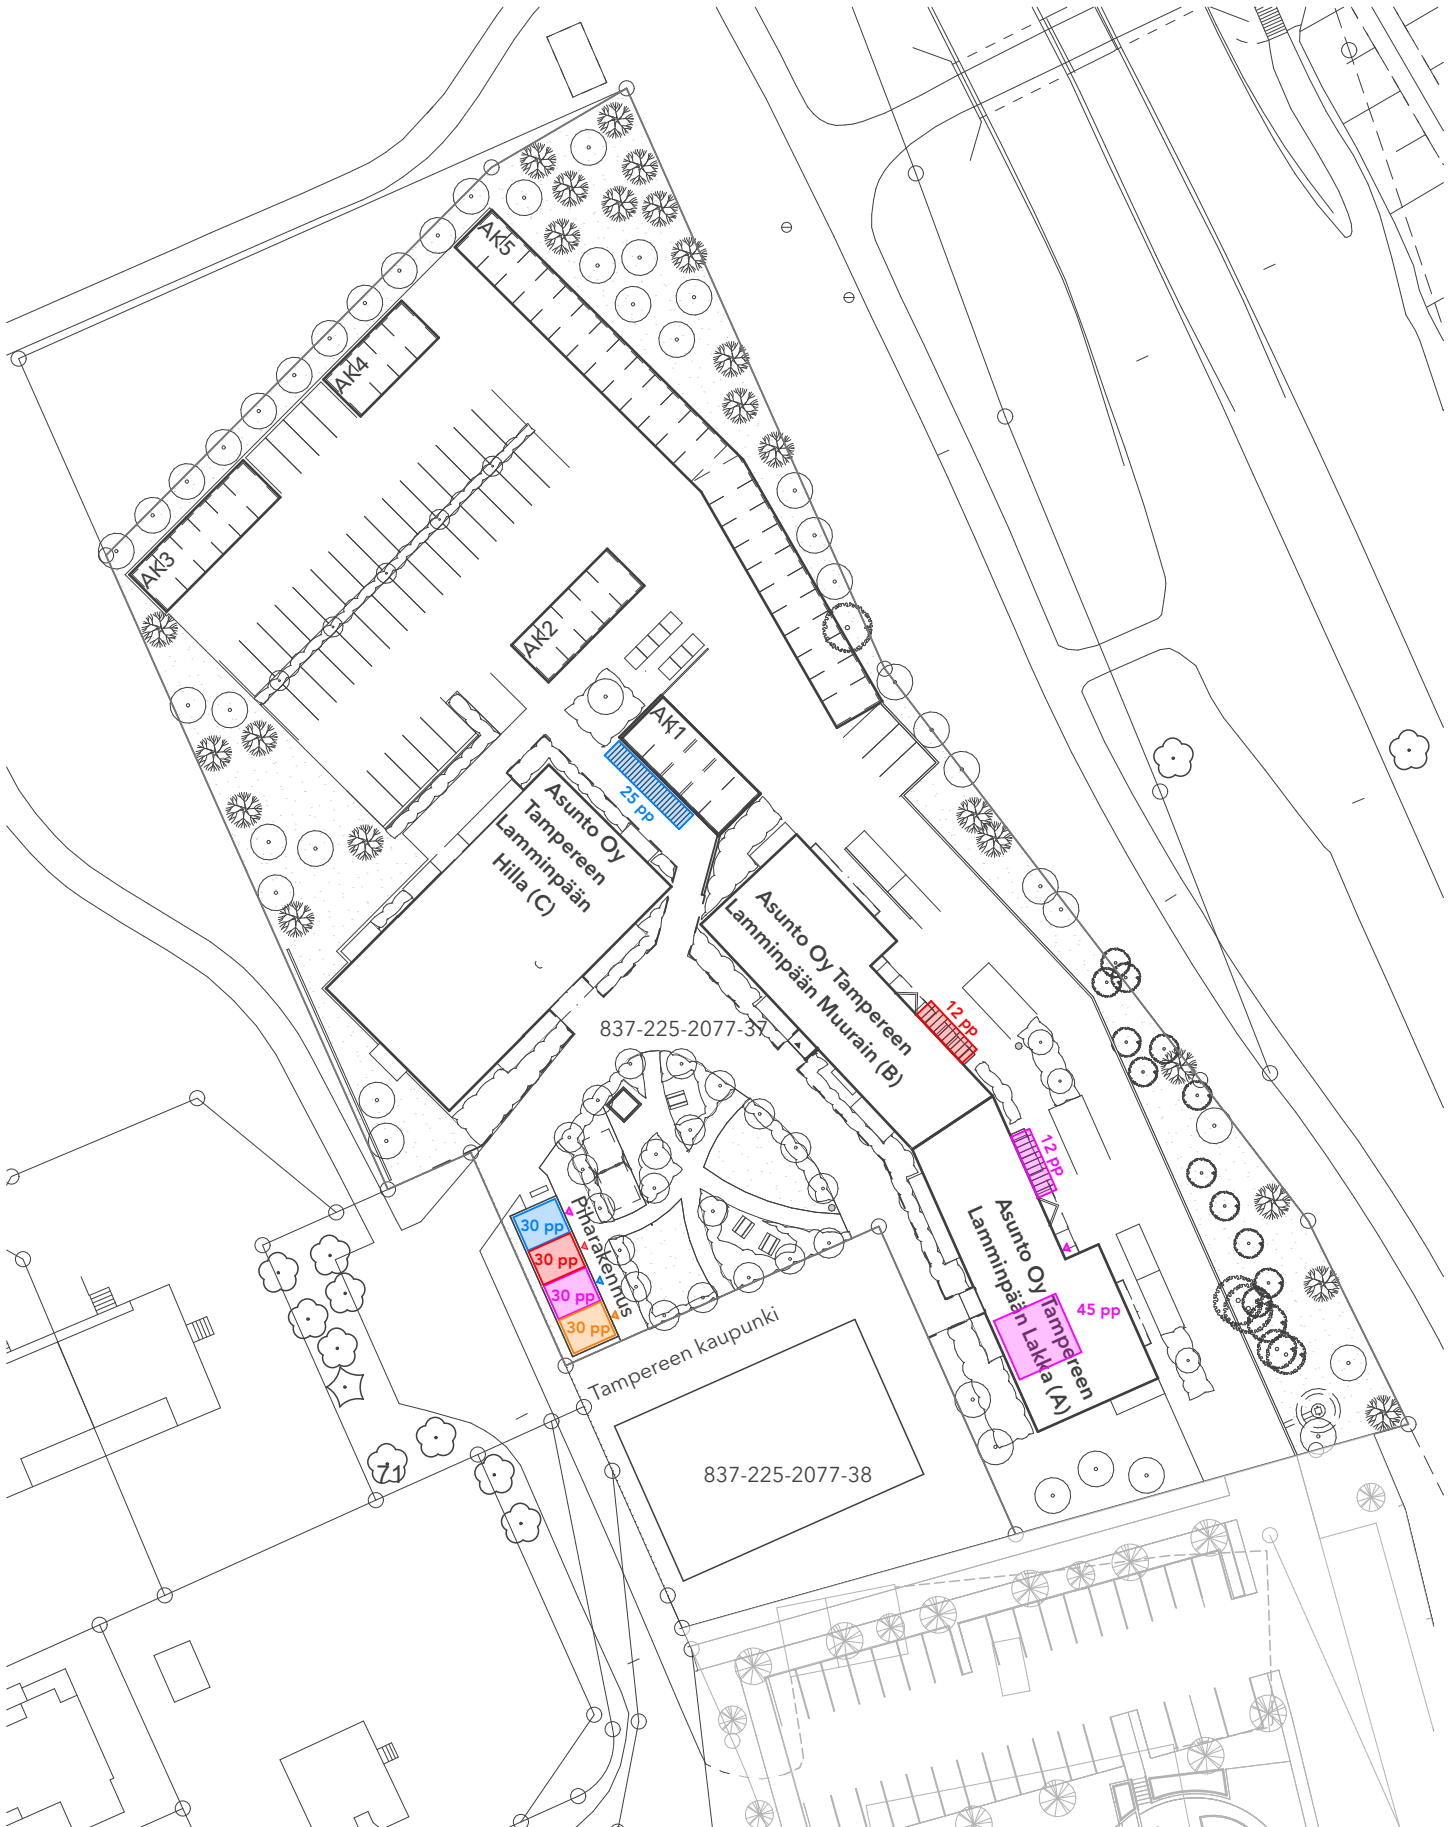 AK5
AK4
AK3
AK2
AK1
25 pp
Asunto Oy
Tampereen
Lamminpään
Hilla (C)
Asunto Oy Tampereen
Lamminpään Muurain (B)
12 pp
837-225-2077-37
12 pp
Piharakennus
30 pp
30 pp
30 pp
30 pp
Asunto Oy Tampereen
Lamminpään Lakka (A)
45 pp
Tampereen kaupunki
837-225-2077-38
71